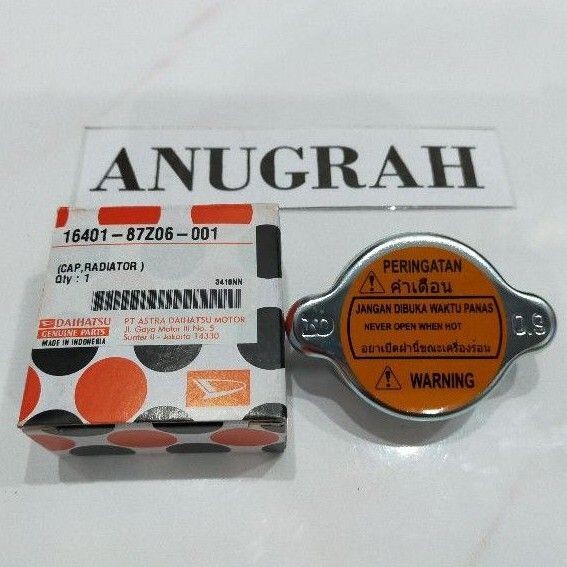 ANUGRAH
16401-87Z06-001
(CAP,RADIATOR )
Qty : 1
3416NN
DAIHATSU
GENUINE PARTS
MADE IN INDONESIA
PT ASTRA DAIHATSU MOTOR
Jl. Gaya Motor III No. 5
Sunter II - Jakarta 14330
PERINGATAN
คำเตือน
JANGAN DIBUKA WAKTU PANAS
NEVER OPEN WHEN HOT
อย่าเปิดฝานี้ขณะเครื่องร้อน
WARNING
0.9